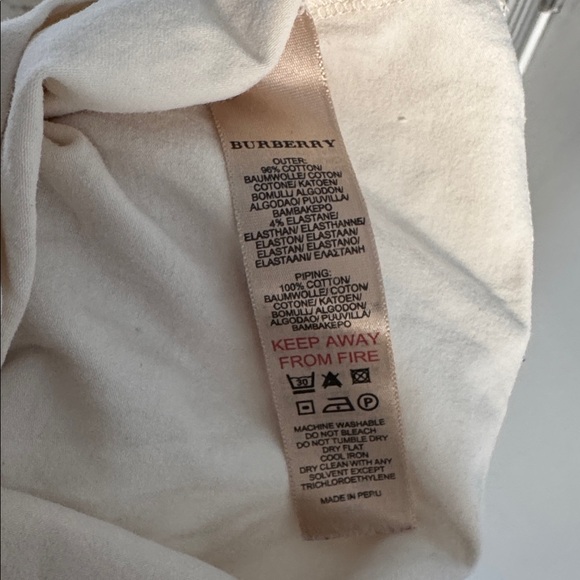 BURBERRY
OUTER:
96% COTTON/
BAUMWOLLE/ COTON/
COTONE/ KATOEN/
BOMULL/ ALGODON/
ALGODAO/ PUUVILLA/
BAMBAKEPO
4% ELASTANE/
ELASTHAN/ ELASTHANNE/
ELASTON/ ELASTAAN/
ELASTAN/ ELASTANO/
ELASTAANI/ ΕΛΑΣΤΑΝΗ
PIPING:
100% COTTON/
BAUMWOLLE/ COTON/
COTONE/ KATOEN/
BOMULL/ ALGODON/
ALGODAO/ PUUVILLA/
BAMBAKEPO
KEEP AWAY
FROM FIRE
30
P
MACHINE WASHABLE
DO NOT BLEACH
DO NOT TUMBLE DRY
DRY FLAT
COOL IRON
DRY CLEAN WITH ANY
SOLVENT EXCEPT
TRICHLOROETHYLENE
MADE IN PERU